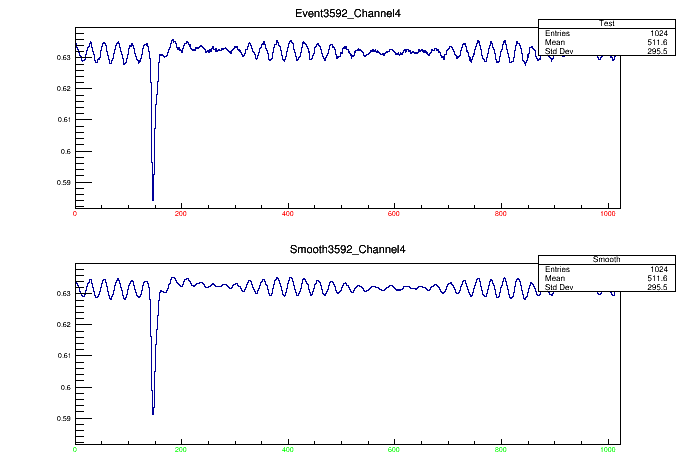 Event3592_Channel4
Test
Entries 1024
Mean 511.6
Std Dev 295.5
0.63
0.62
0.61
0.6
0.59
0 200 400 600 800 1000
Smooth3592_Channel4
Smooth
Entries 1024
Mean 511.6
Std Dev 295.5
0.63
0.62
0.61
0.6
0.59
0 200 400 600 800 1000